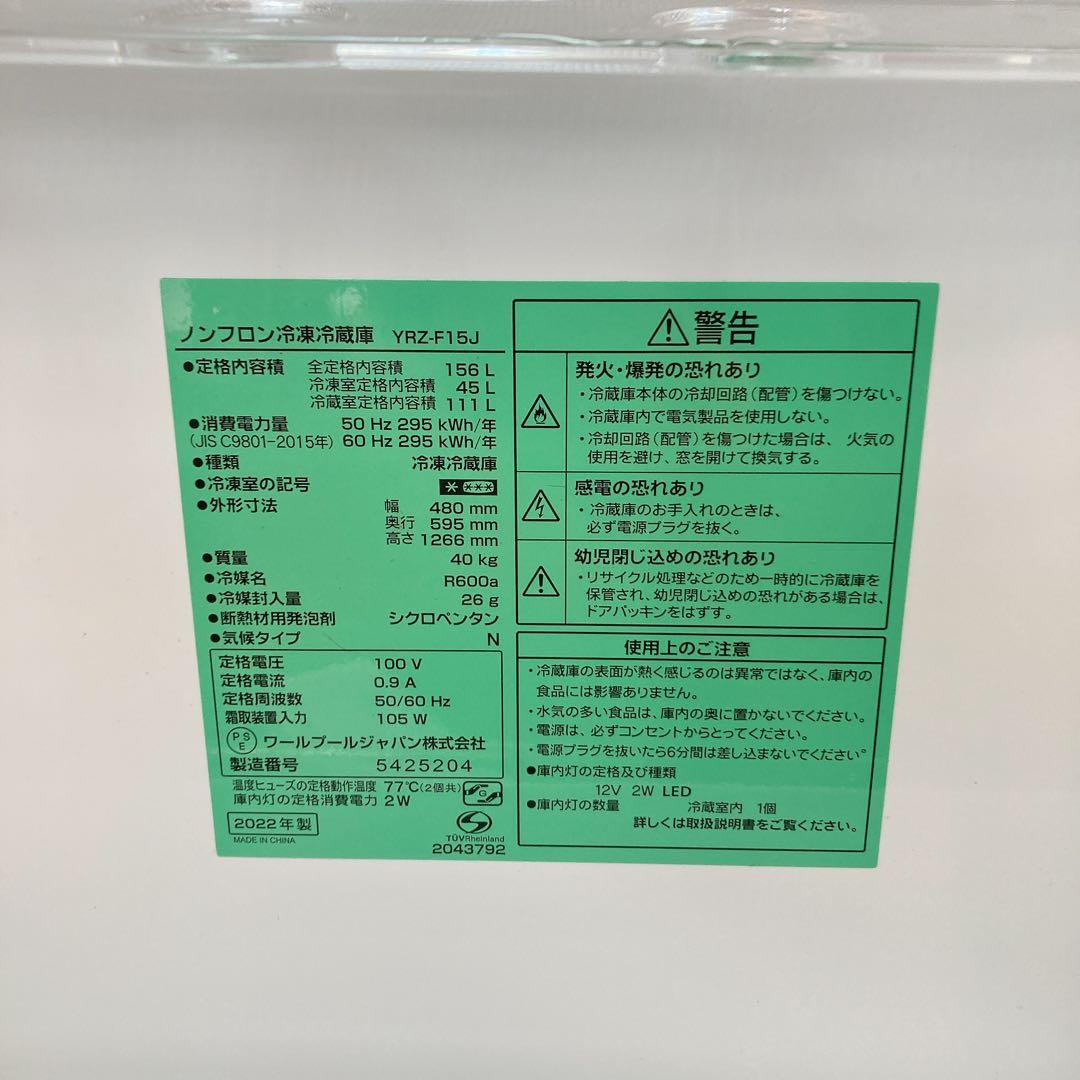 ノンフロン冷凍冷蔵庫 YRZ-F15J
●定格内容積 全定格内容積 156 L
冷凍室定格内容積 45 L
冷蔵室定格内容積 111 L
●消費電力量 50 Hz 295 kWh/年
(JIS C9801-2015年) 60 Hz 295 kWh/年
●種類 冷凍冷蔵庫
●冷凍室の記号
●外形寸法 幅 480 mm
奥行 595 mm
高さ 1266 mm
●質量 40 kg
●冷媒名 R600a
●冷媒封入量 26 g
●断熱材用発泡剤 シクロペンタン
●気候タイプ N
定格電圧 100 V
定格電流 0.9 A
定格周波数 50/60 Hz
霜取装置入力 105 W
PS E ワールプールジャパン株式会社
製造番号 5425204
温度ヒューズの定格動作温度 77℃(2個共)
庫内灯の定格消費電力 2 W
G
2022年製
MADE IN CHINA
TÜVRheinland
2043792
警告
発火・爆発の恐れあり
・冷蔵庫本体の冷却回路(配管)を傷つけない。
・冷蔵庫内で電気製品を使用しない。
・冷却回路(配管)を傷つけた場合は、火気の
使用を避け、窓を開けて換気する。
感電の恐れあり
・冷蔵庫のお手入れのときは、
必ず電源プラグを抜く。
幼児閉じ込めの恐れあり
・リサイクル処理などのため一時的に冷蔵庫を
保管され、幼児閉じ込めの恐れがある場合は、
ドアパッキンをはずす。
使用上のご注意
・冷蔵庫の表面が熱く感じるのは異常ではなく、庫内の
食品には影響ありません。
・水気の多い食品は、庫内の奥に置かないでください。
・電源は、必ずコンセントからとってください。
・電源プラグを抜いたら6分間は差し込まないでください。
●庫内灯の定格及び種類
12V 2W LED
●庫内灯の数量 冷蔵室内 1個
詳しくは取扱説明書をご覧ください。